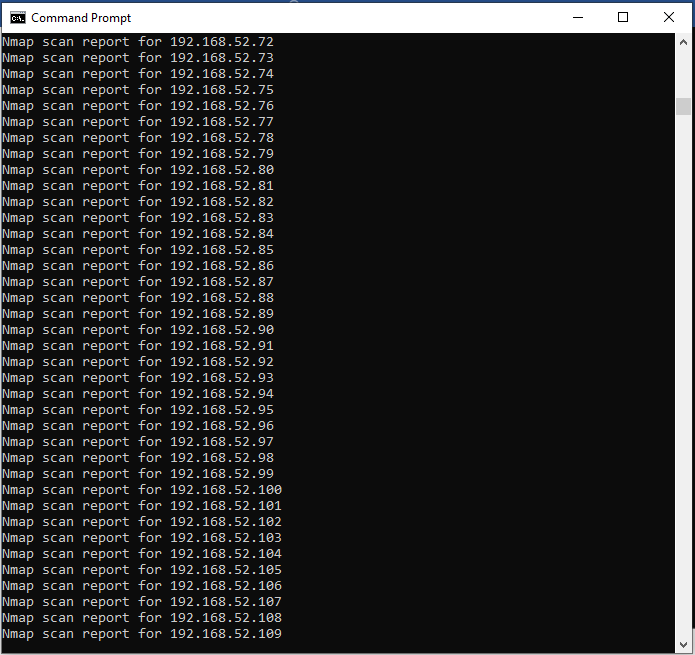 Command Prompt
Nmap scan report for 192.168.52.72
Nmap scan report for 192.168.52.73
Nmap scan report for 192.168.52.74
Nmap scan report for 192.168.52.75
Nmap scan report for 192.168.52.76
Nmap scan report for 192.168.52.77
Nmap scan report for 192.168.52.78
Nmap scan report for 192.168.52.79
Nmap scan report for 192.168.52.80
Nmap scan report for 192.168.52.81
Nmap scan report for 192.168.52.82
Nmap scan report for 192.168.52.83
Nmap scan report for 192.168.52.84
Nmap scan report for 192.168.52.85
Nmap scan report for 192.168.52.86
Nmap scan report for 192.168.52.87
Nmap scan report for 192.168.52.88
Nmap scan report for 192.168.52.89
Nmap scan report for 192.168.52.90
Nmap scan report for 192.168.52.91
Nmap scan report for 192.168.52.92
Nmap scan report for 192.168.52.93
Nmap scan report for 192.168.52.94
Nmap scan report for 192.168.52.95
Nmap scan report for 192.168.52.96
Nmap scan report for 192.168.52.97
Nmap scan report for 192.168.52.98
Nmap scan report for 192.168.52.99
Nmap scan report for 192.168.52.100
Nmap scan report for 192.168.52.101
Nmap scan report for 192.168.52.102
Nmap scan report for 192.168.52.103
Nmap scan report for 192.168.52.104
Nmap scan report for 192.168.52.105
Nmap scan report for 192.168.52.106
Nmap scan report for 192.168.52.107
Nmap scan report for 192.168.52.108
Nmap scan report for 192.168.52.109